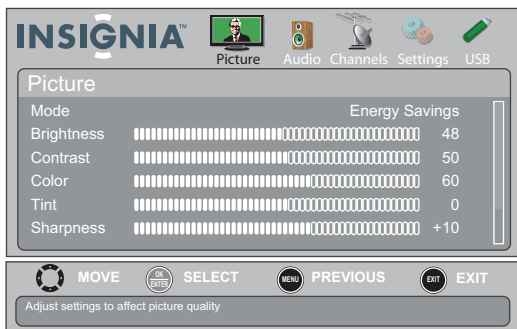 INSIGNIA™
Picture Audio Channels Settings USB
Picture
Mode Energy Savings
Brightness 48
Contrast 50
Color 60
Tint 0
Sharpness +10
MOVE OK ENTER SELECT MENU PREVIOUS EXIT EXIT
Adjust settings to affect picture quality